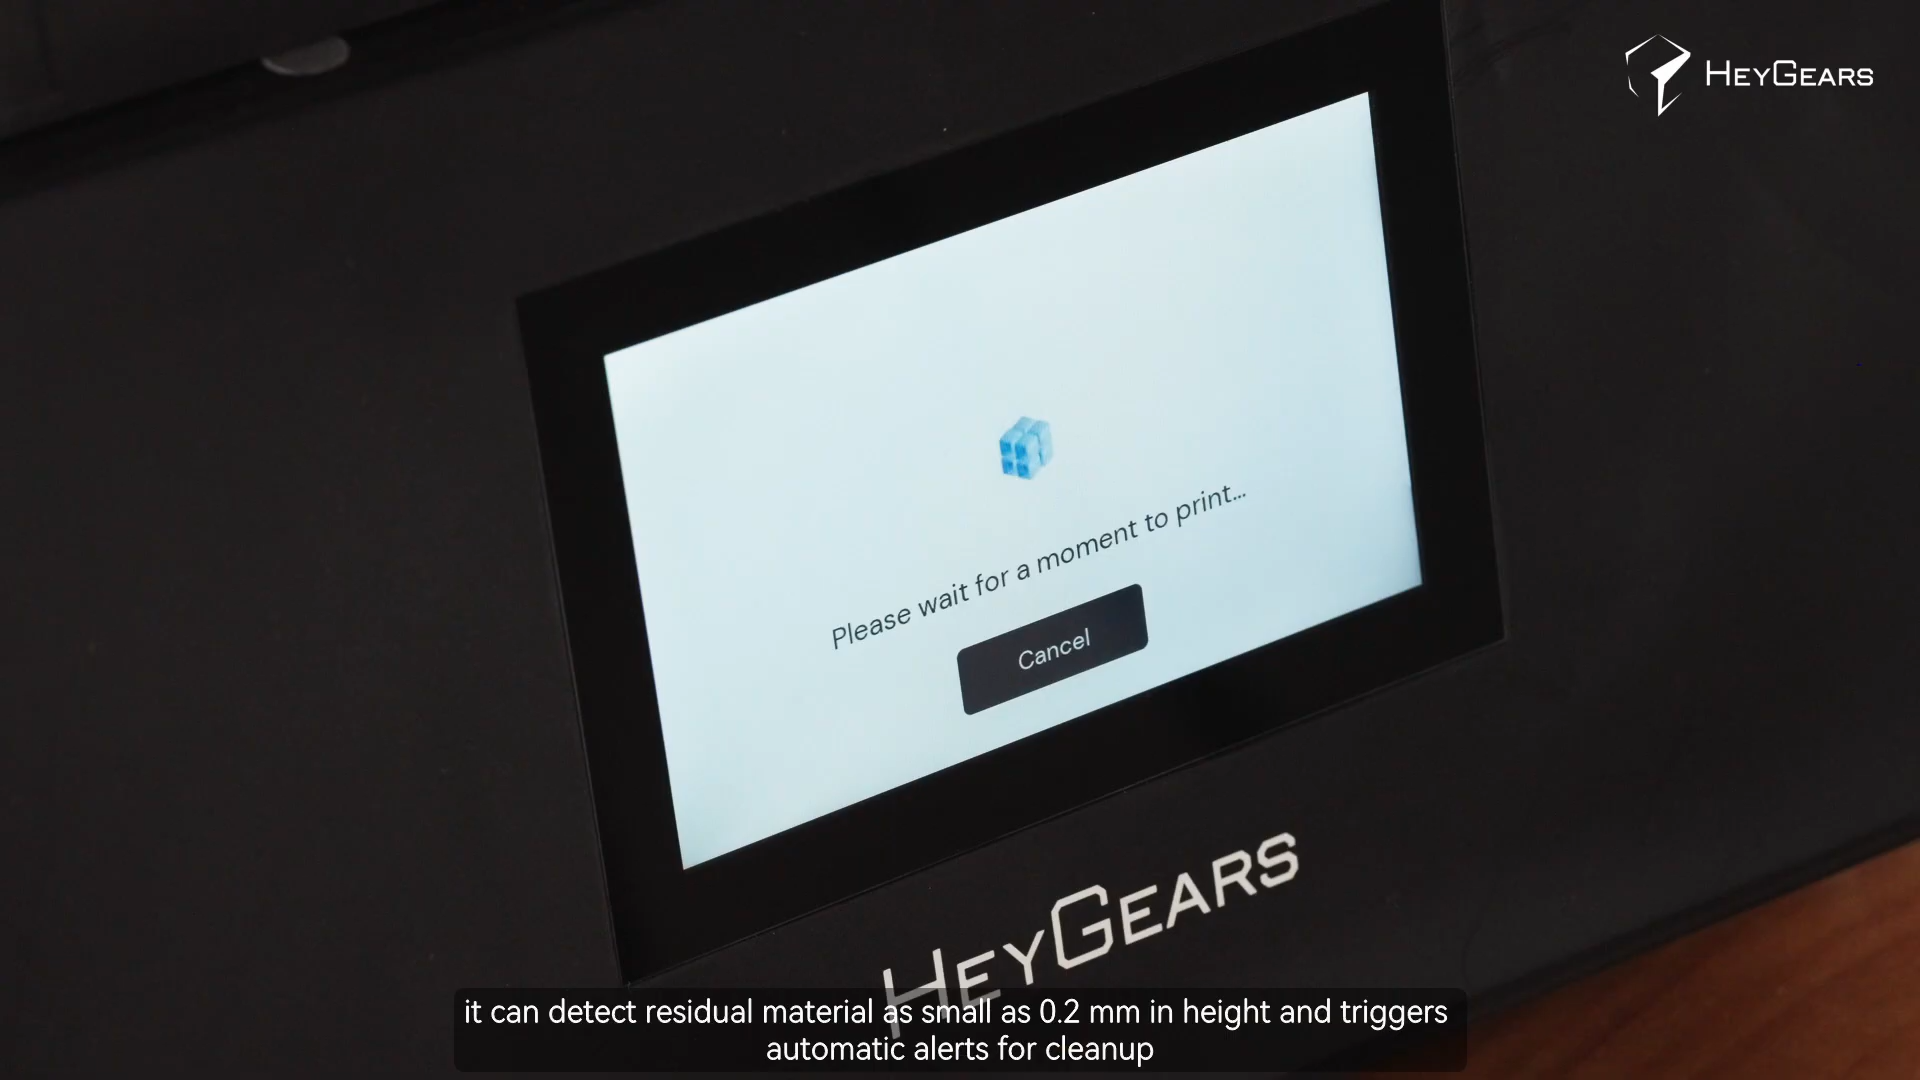 HEYGEARS
Please wait for a moment to print...
Cancel
HEYGEARS
it can detect residual material as small as 0.2 mm in height and triggers
automatic alerts for cleanup